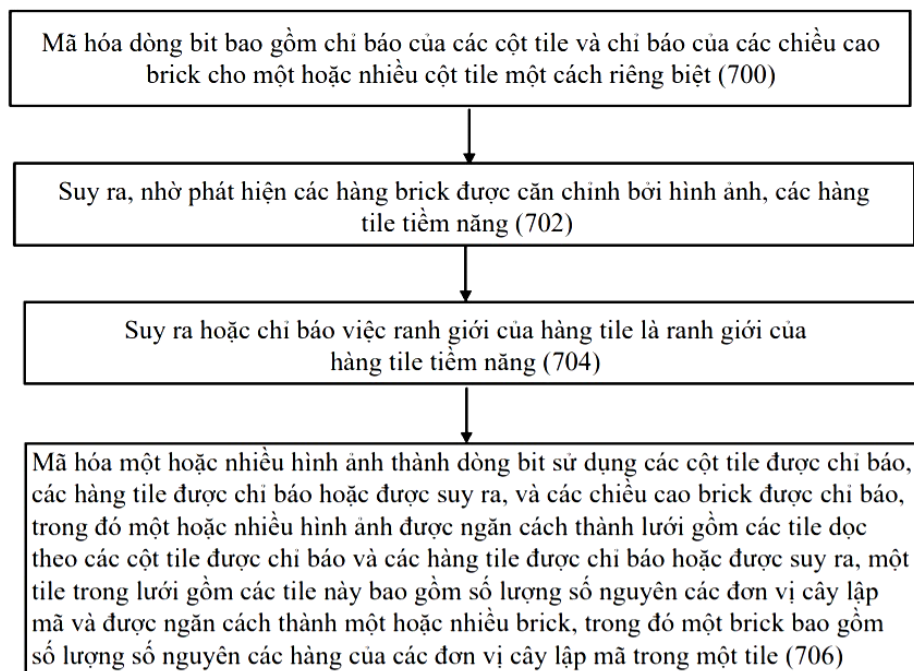 Mã hóa dòng bit bao gồm chỉ báo của các cột tile và chỉ báo của các chiều cao
brick cho một hoặc nhiều cột tile một cách riêng biệt (700)
Suy ra, nhờ phát hiện các hàng brick được căn chỉnh bởi hình ảnh, các hàng
tile tiềm năng (702)
Suy ra hoặc chỉ báo việc ranh giới của hàng tile là ranh giới của
hàng tile tiềm năng (704)
Mã hóa một hoặc nhiều hình ảnh thành dòng bit sử dụng các cột tile được chỉ báo,
các hàng tile được chỉ báo hoặc được suy ra, và các chiều cao brick được chỉ báo,
trong đó một hoặc nhiều hình ảnh được ngăn cách thành lưới gồm các tile dọc
theo các cột tile được chỉ báo và các hàng tile được chỉ báo hoặc được suy ra, một
tile trong lưới gồm các tile này bao gồm số lượng số nguyên các đơn vị cây lập
mã và được ngăn cách thành một hoặc nhiều brick, trong đó một brick bao gồm
số lượng số nguyên các hàng của các đơn vị cây lập mã trong một tile (706)